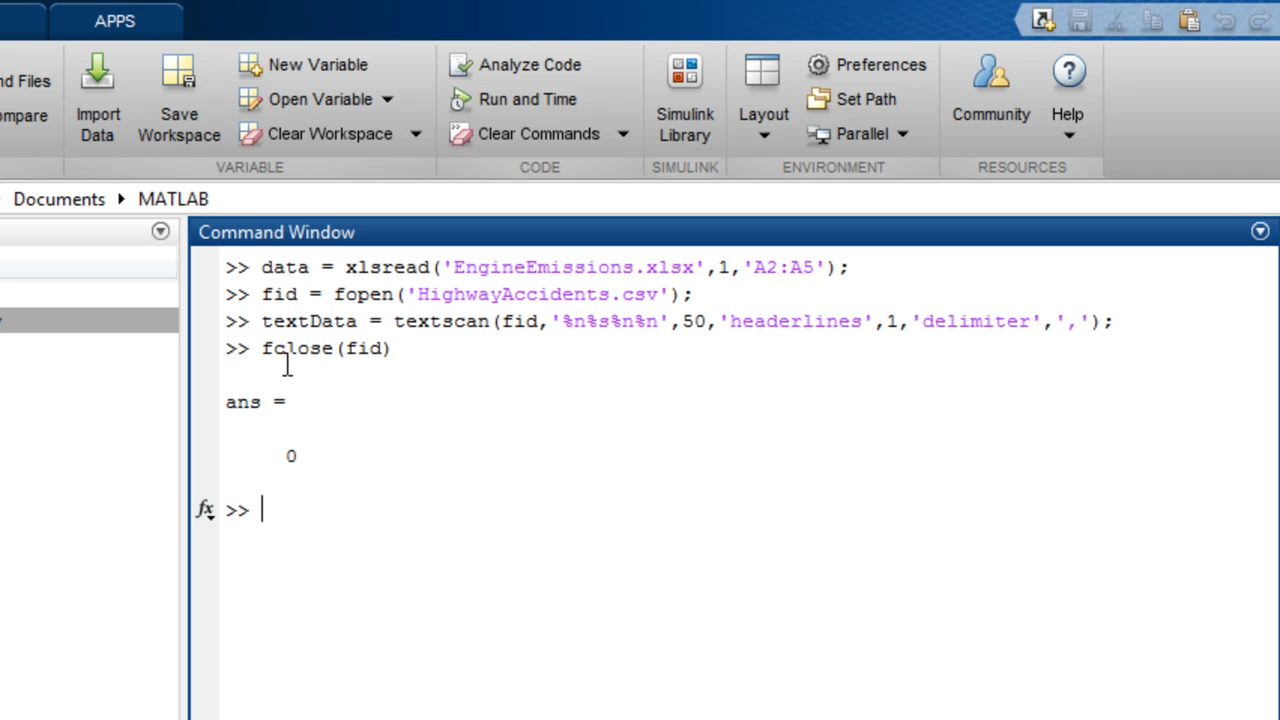 APPS
nd Files
ompare
Import
Data
Save
Workspace
New Variable
Open Variable
Clear Workspace
VARIABLE
Analyze Code
Run and Time
Clear Commands
CODE
Simulink
Library
SIMULINK
Layout
Preferences
Set Path
Parallel
ENVIRONMENT
Community
?
Help
RESOURCES
Documents MATLAB
Command Window
>> data = xlsread('EngineEmissions.xlsx',1,'A2:A5');
>> fid = fopen('HighwayAccidents.csv');
>> textData = textscan(fid,'%n%s%n%n',50,'headerlines',1,'delimiter',',');
>> fclose(fid)
ans =
0
fx >>